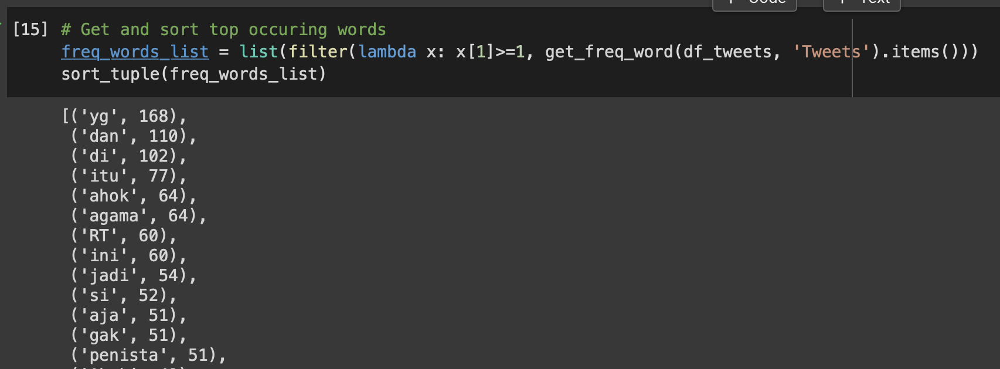 Code Text
[15] # Get and sort top occuring words
freq_words_list = list(filter(lambda x: x[1]>=1, get_freq_word(df_tweets, 'Tweets').items()))
sort_tuple(freq_words_list)
[('yg', 168),
('dan', 110),
('di', 102),
('itu', 77),
('ahok', 64),
('agama', 64),
('RT', 60),
('ini', 60),
('jadi', 54),
('si', 52),
('aja', 51),
('gak', 51),
('penista', 51),